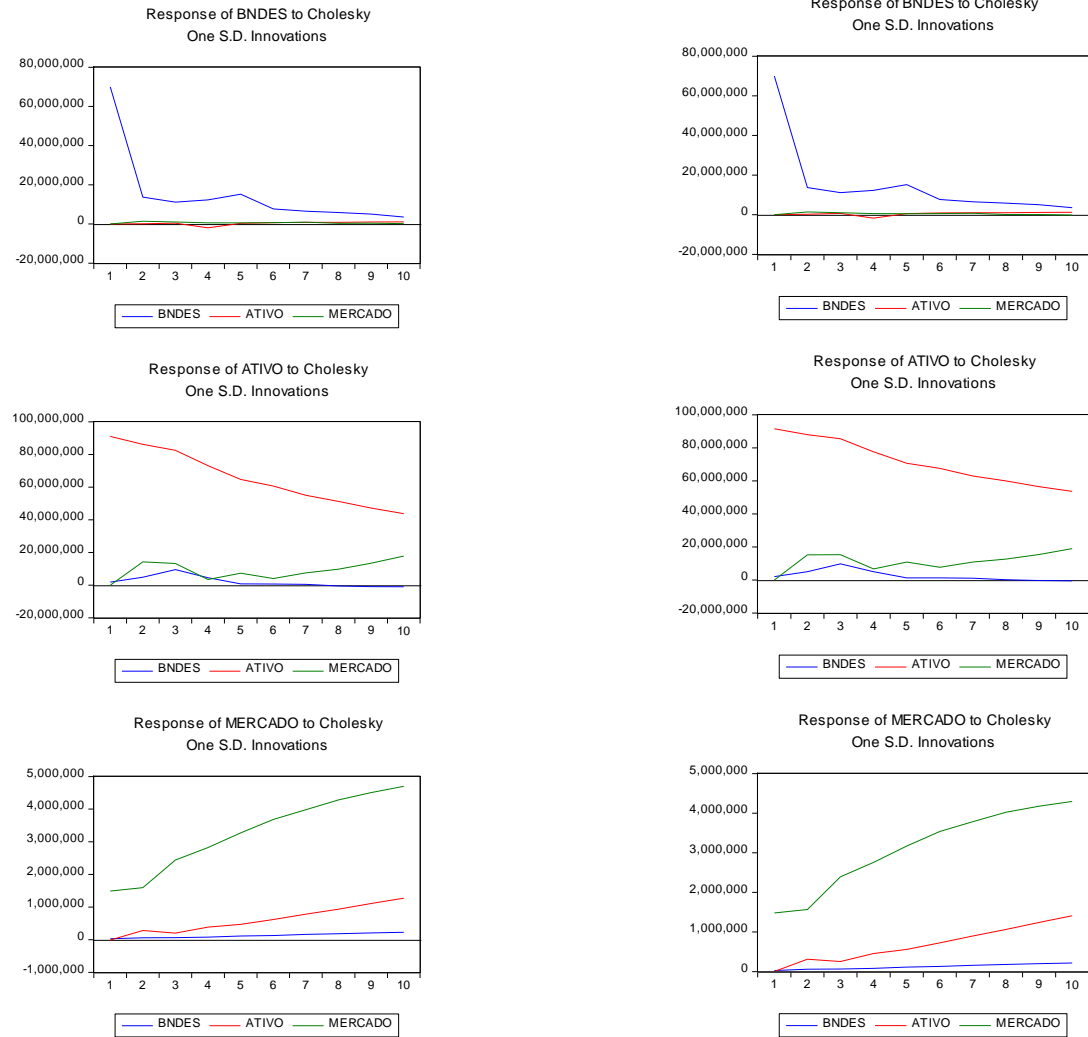 Response of BNDES to Cholesky
One S.D. Innovations
80,000,000
60,000,000
40,000,000
20,000,000
0
-20,000,000
1 2 3 4 5 6 7 8 9 10
BNDES ATIVO MERCADO
Response of ATIVO to Cholesky
One S.D. Innovations
100,000,000
80,000,000
60,000,000
40,000,000
20,000,000
0
-20,000,000
1 2 3 4 5 6 7 8 9 10
BNDES ATIVO MERCADO
Response of MERCADO to Cholesky
One S.D. Innovations
5,000,000
4,000,000
3,000,000
2,000,000
1,000,000
0
-1,000,000
1 2 3 4 5 6 7 8 9 10
BNDES ATIVO MERCADO
Response of BNDES to Cholesky
One S.D. Innovations
80,000,000
60,000,000
40,000,000
20,000,000
0
-20,000,000
1 2 3 4 5 6 7 8 9 10
BNDES ATIVO MERCADO
Response of ATIVO to Cholesky
One S.D. Innovations
100,000,000
80,000,000
60,000,000
40,000,000
20,000,000
0
-20,000,000
1 2 3 4 5 6 7 8 9 10
BNDES ATIVO MERCADO
Response of MERCADO to Cholesky
One S.D. Innovations
5,000,000
4,000,000
3,000,000
2,000,000
1,000,000
0
1 2 3 4 5 6 7 8 9 10
BNDES ATIVO MERCADO